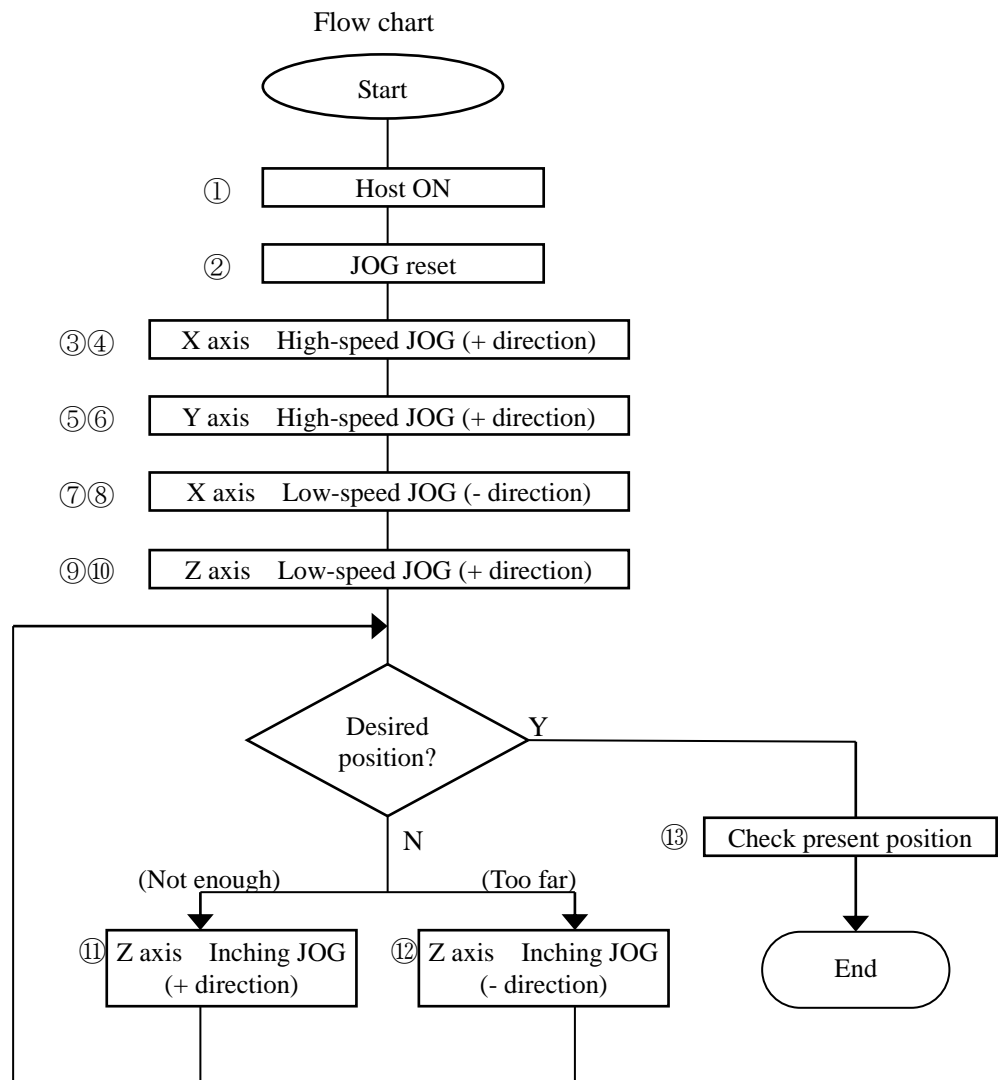 Flow chart
Start
① Host ON
② JOG reset
③④ X axis High-speed JOG (+ direction)
⑤⑥ Y axis High-speed JOG (+ direction)
⑦⑧ X axis Low-speed JOG (- direction)
⑨⑩ Z axis Low-speed JOG (+ direction)
Desired
position?
Y
N
⑬ Check present position
(Not enough)
(Too far)
⑪ Z axis Inching JOG
(+ direction)
⑫ Z axis Inching JOG
(- direction)
End